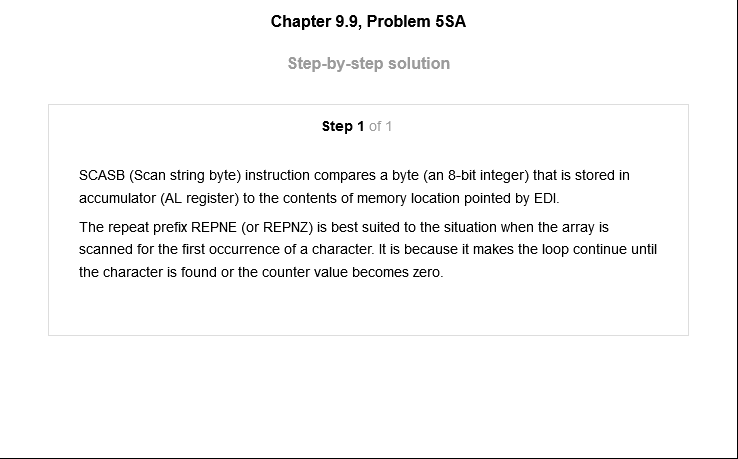 Chapter 9.9, Problem 5SA
Step-by-step solution
Step 1 of 1
SCASB (Scan string byte) instruction compares a byte (an 8-bit integer) that is stored in
accumulator (AL register) to the contents of memory location pointed by EDI.
The repeat prefix REPNE (or REPNZ) is best suited to the situation when the array is
scanned for the first occurrence of a character. It is because it makes the loop continue until
the character is found or the counter value becomes zero.